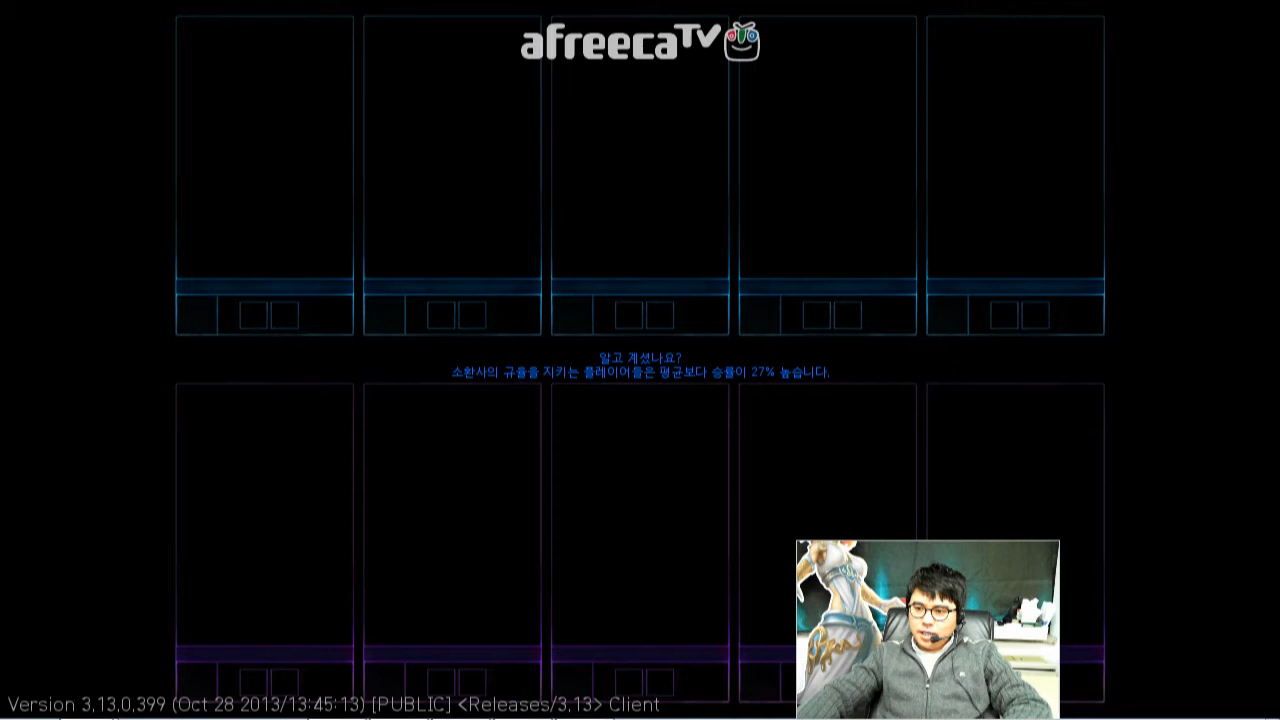 afreecaTV
알고 계셨나요?
소환사의 규율을 지키는 플레이어들은 평균보다 승률이 27% 높습니다.
Version 3.13.0.399 (Oct 28 2013/13:45:13) [PUBLIC] <Releases/3.13> Client